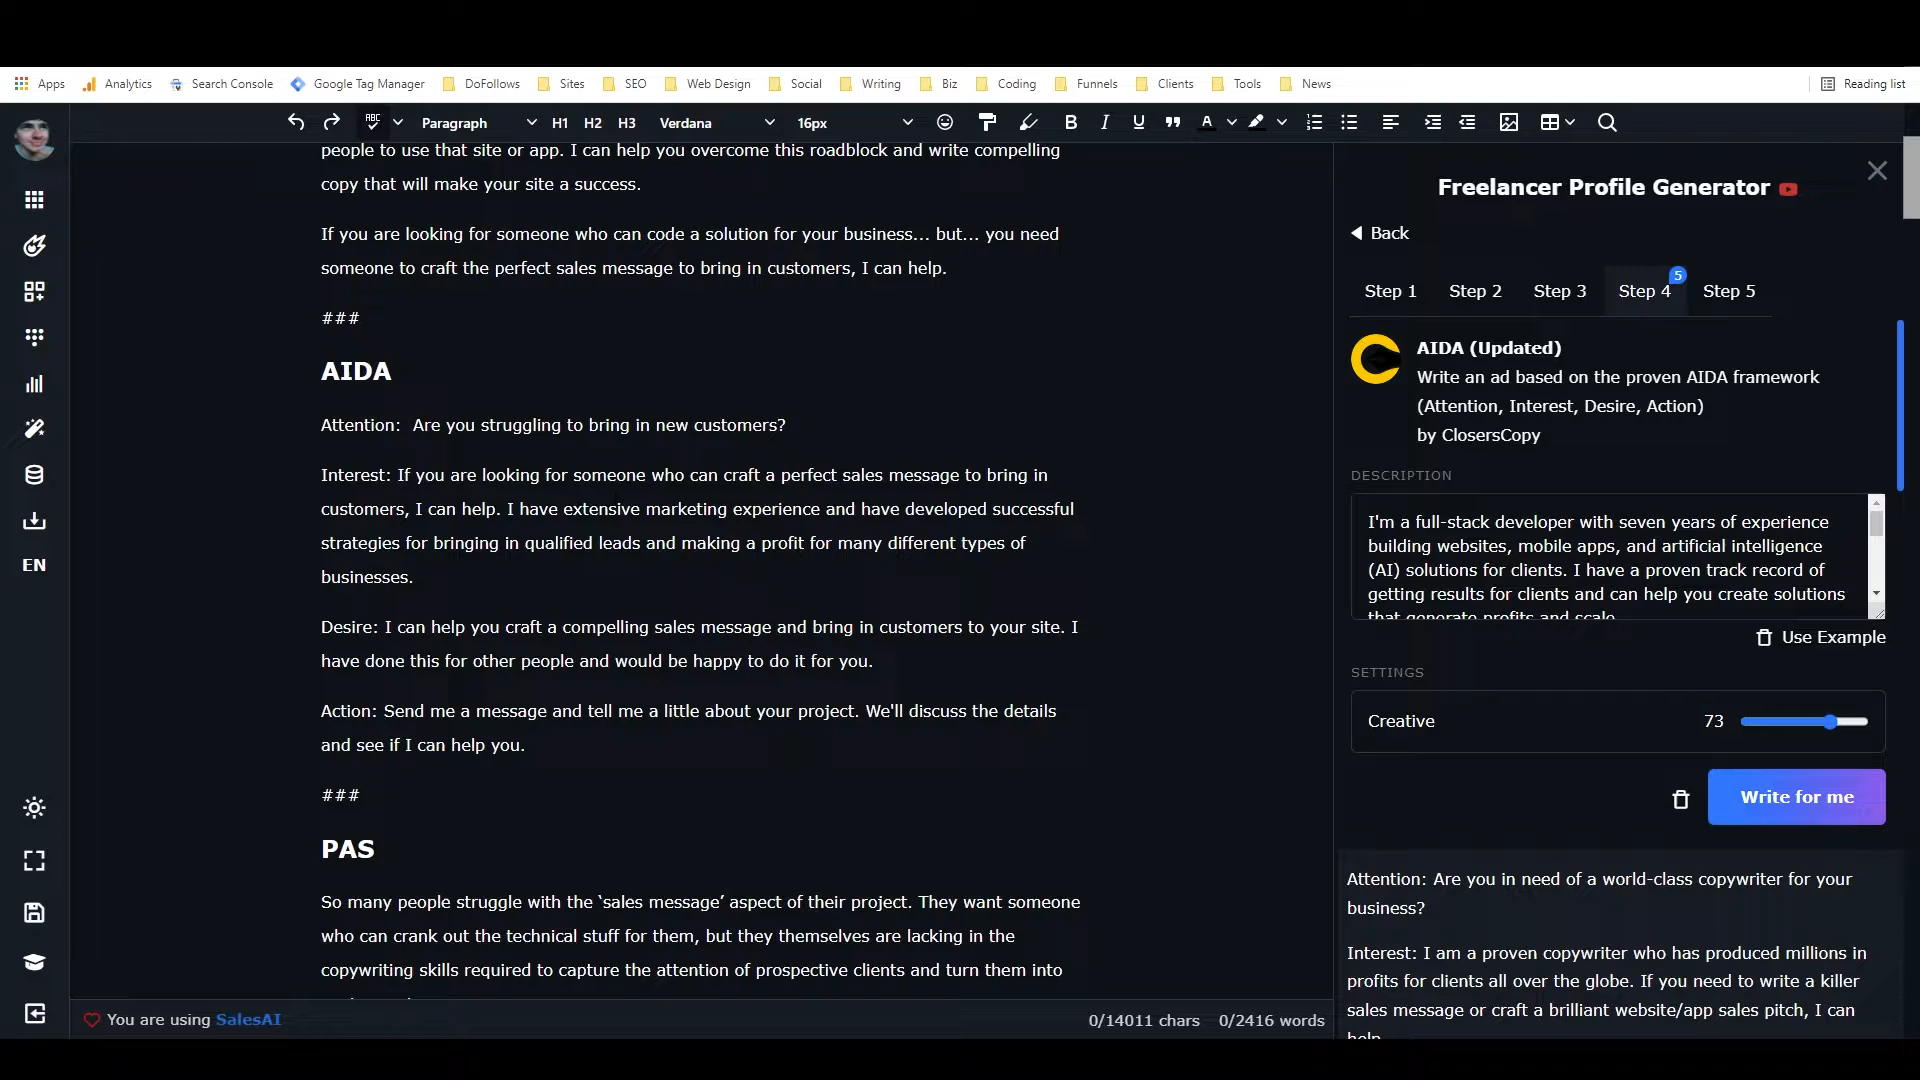 Apps Analytics Search Console Google Tag Manager DoFollows Sites SEO Web Design Social Writing Biz Coding Funnels Clients Tools News Reading list
ABC Paragraph H1 H2 H3 Verdana 16px B I U A
people to use that site or app. I can help you overcome this roadblock and write compelling
copy that will make your site a success.
If you are looking for someone who can code a solution for your business... but... you need
someone to craft the perfect sales message to bring in customers, I can help.
###
AIDA
Attention:  Are you struggling to bring in new customers?
Interest: If you are looking for someone who can craft a perfect sales message to bring in
customers, I can help. I have extensive marketing experience and have developed successful
strategies for bringing in qualified leads and making a profit for many different types of
businesses.
Desire: I can help you craft a compelling sales message and bring in customers to your site. I
have done this for other people and would be happy to do it for you.
Action: Send me a message and tell me a little about your project. We'll discuss the details
and see if I can help you.
###
PAS
So many people struggle with the ‘sales message’ aspect of their project. They want someone
who can crank out the technical stuff for them, but they themselves are lacking in the
copywriting skills required to capture the attention of prospective clients and turn them into
EN
You are using SalesAI
0/14011 chars 0/2416 words
Freelancer Profile Generator
Back
Step 1 Step 2 Step 3 Step 4 5 Step 5
AIDA (Updated)
Write an ad based on the proven AIDA framework
(Attention, Interest, Desire, Action)
by ClosersCopy
DESCRIPTION
I'm a full-stack developer with seven years of experience
building websites, mobile apps, and artificial intelligence
(AI) solutions for clients. I have a proven track record of
getting results for clients and can help you create solutions
that generate profits and scale
Use Example
SETTINGS
Creative 73
Write for me
Attention: Are you in need of a world-class copywriter for your
business?
Interest: I am a proven copywriter who has produced millions in
profits for clients all over the globe. If you need to write a killer
sales message or craft a brilliant website/app sales pitch, I can
help